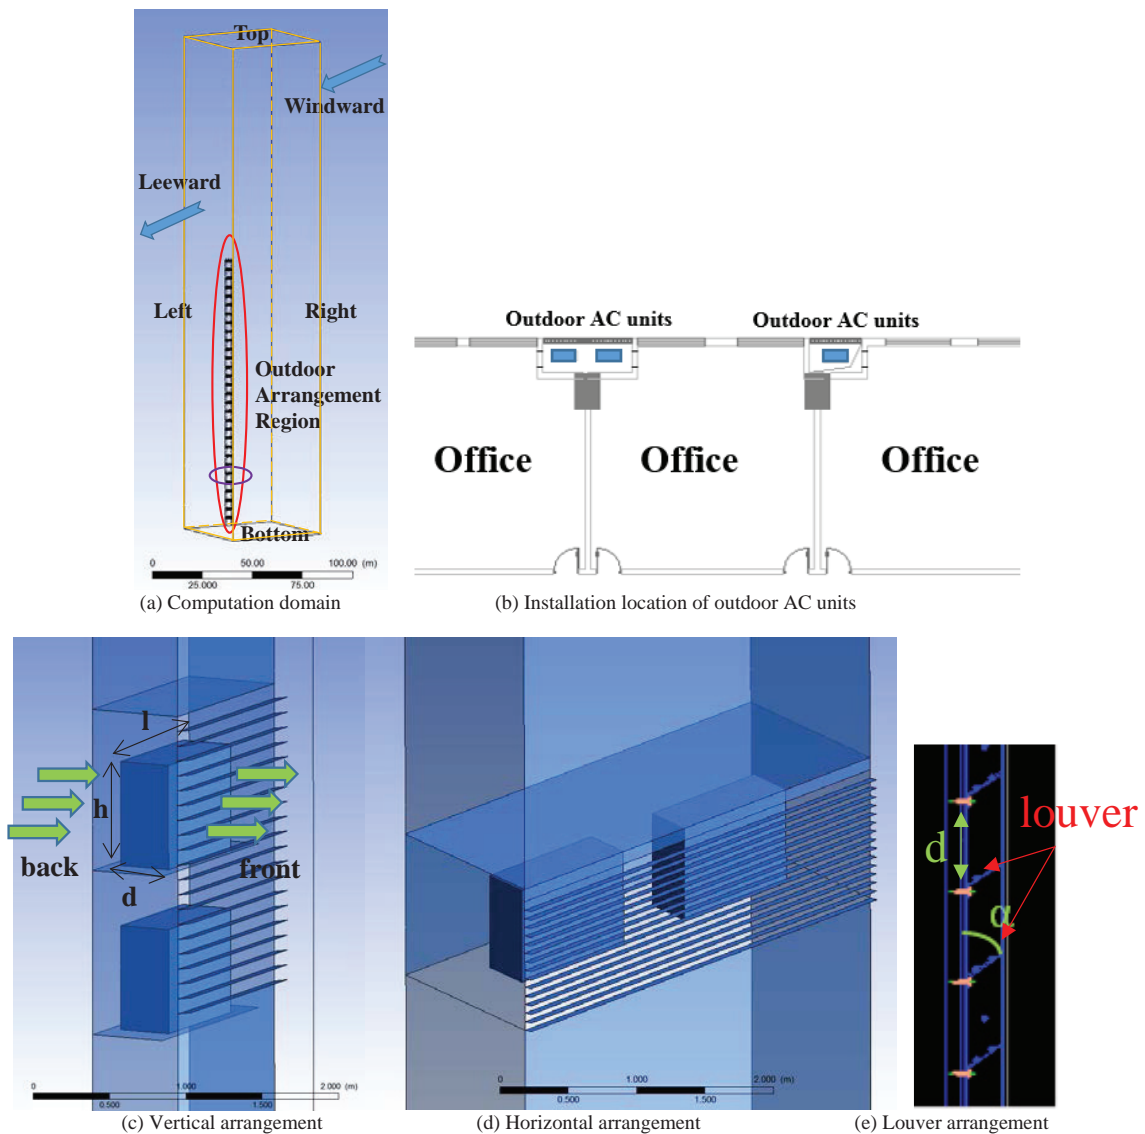 Top
Windward
Leeward
Left
Right
Outdoor
Arrangement
Region
Bottom
0
50.00
100.00 (m)
25.000
75.00
(a) Computation domain
Outdoor AC units
Outdoor AC units
Office
Office
Office
(b) Installation location of outdoor AC units
l
h
back
front
d
0
1.000
2.000 (m)
0.500
1.500
(c) Vertical arrangement
0
1.000
2.000 (m)
0.500
1.500
(d) Horizontal arrangement
louver
d
α
(e) Louver arrangement